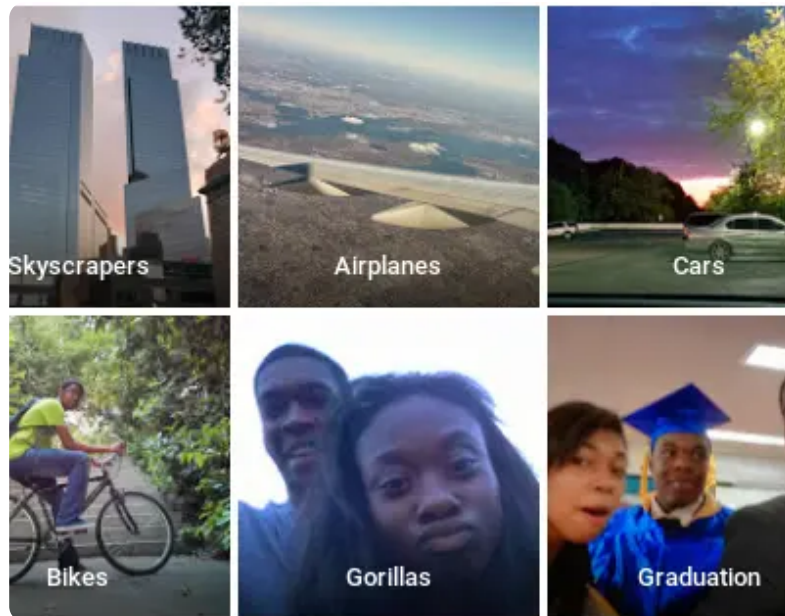 Skyscrapers
Airplanes
Cars
Bikes
Gorillas
Graduation